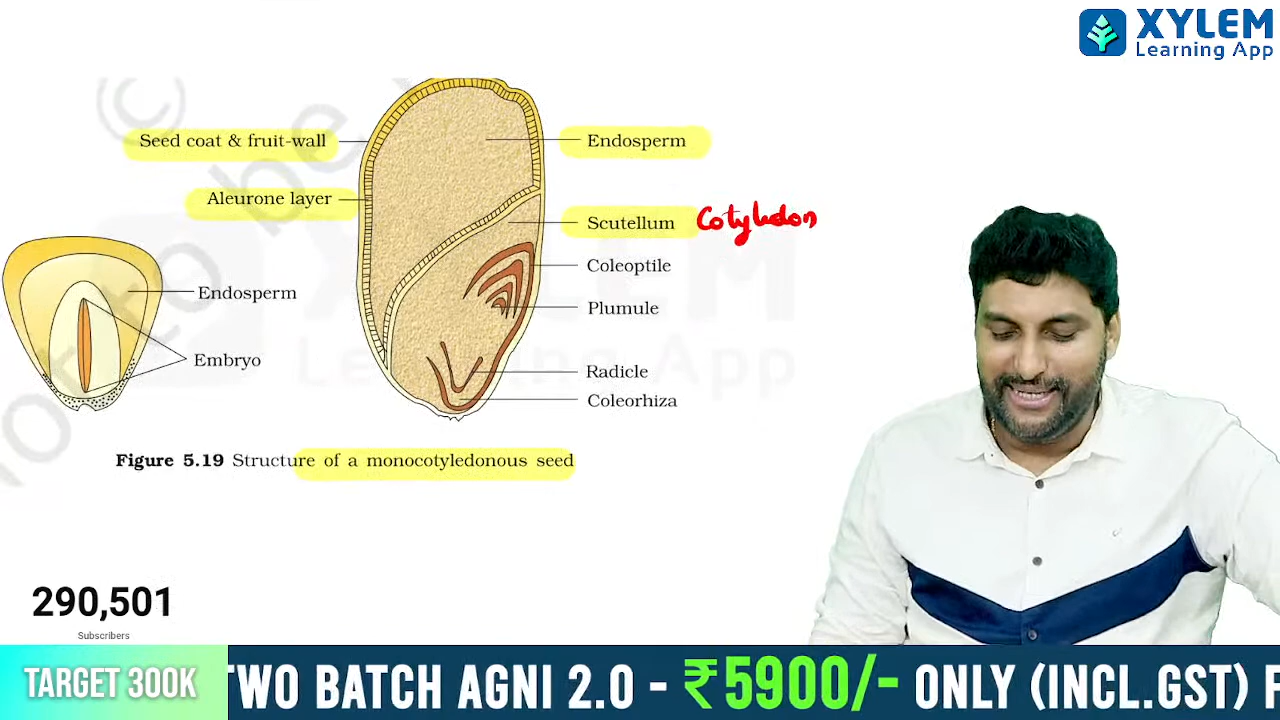 XYLEM
Learning App
Seed coat & fruit-wall
Endosperm
Aleurone layer
Scutellum Cotyledon
Coleoptile
Endosperm
Plumule
Embryo
Radicle
Coleorhiza
Figure 5.19 Structure of a monocotyledonous seed
290,501
Subscribers
TARGET 300K
TWO BATCH AGNI 2.0 - ₹5900/- ONLY (INCL.GST) F